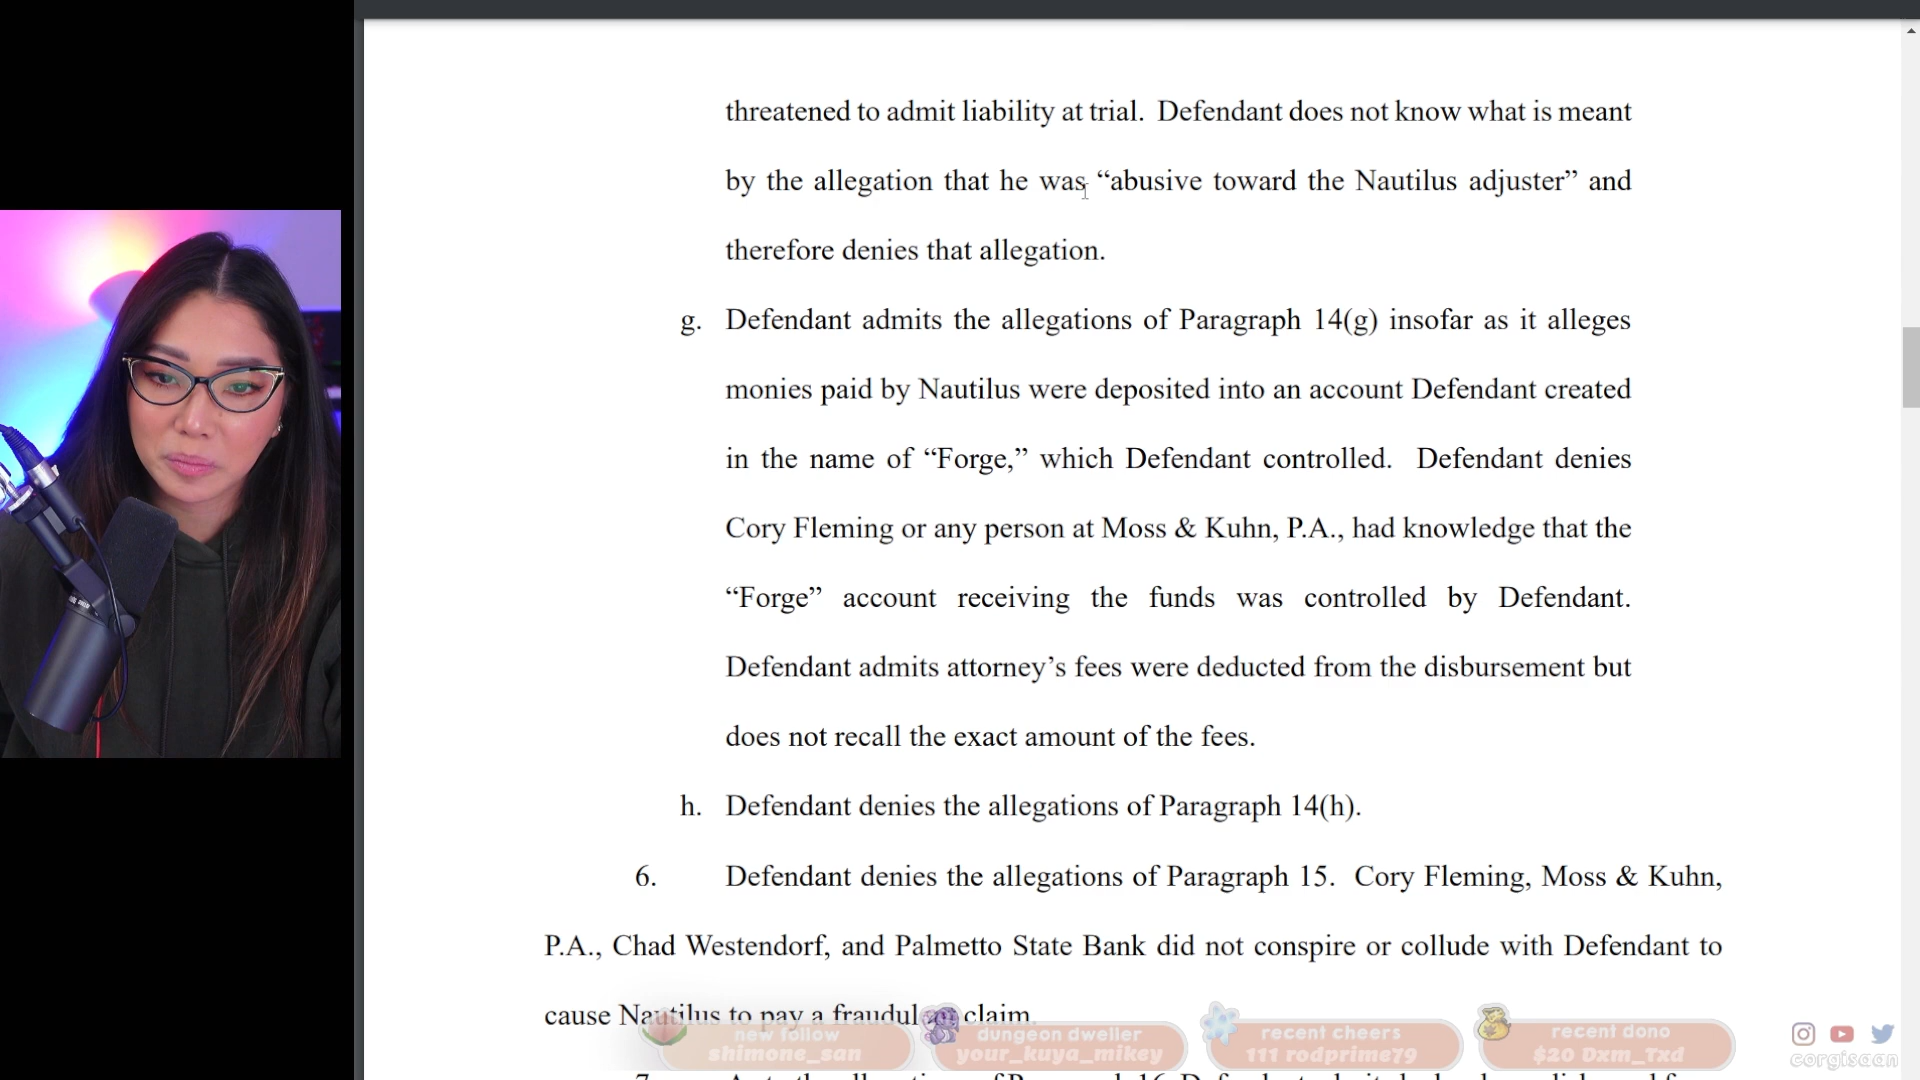 threatened to admit liability at trial. Defendant does not know what is meant
by the allegation that he was “abusive toward the Nautilus adjuster” and
therefore denies that allegation.
g. Defendant admits the allegations of Paragraph 14(g) insofar as it alleges
monies paid by Nautilus were deposited into an account Defendant created
in the name of “Forge,” which Defendant controlled. Defendant denies
Cory Fleming or any person at Moss & Kuhn, P.A., had knowledge that the
“Forge” account receiving the funds was controlled by Defendant.
Defendant admits attorney’s fees were deducted from the disbursement but
does not recall the exact amount of the fees.
h. Defendant denies the allegations of Paragraph 14(h).
6. Defendant denies the allegations of Paragraph 15. Cory Fleming, Moss & Kuhn,
P.A., Chad Westendorf, and Palmetto State Bank did not conspire or collude with Defendant to
cause Nautilus to pay a claim.
new follow
shimone_san
dungeon dweller
your_kuya_mikey
recent cheers
111 rodprime79
recent dono
$20 Dxm_Txd
corgisaan